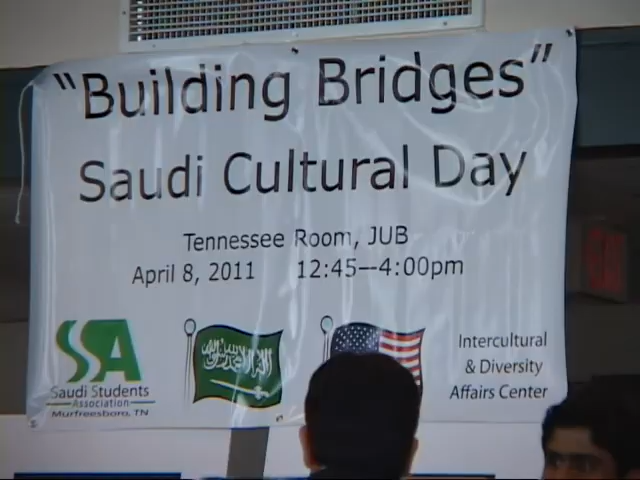 “Building Bridges”
Saudi Cultural Day
Tennessee Room, JUB
April 8, 2011 12:45—4:00pm
SSA
Saudi Students
Association
Murfreesboro, TN
Intercultural
& Diversity
Affairs Center